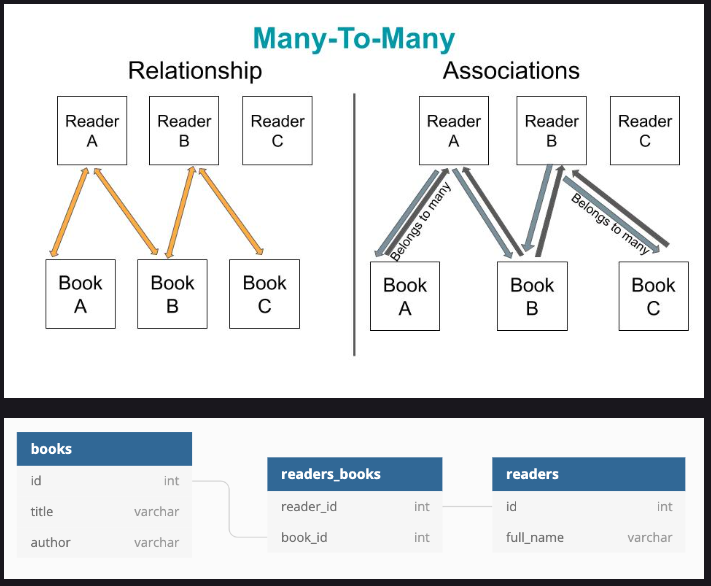 Many-To-Many
Relationship
Associations
Reader
A
Reader
B
Reader
C
Reader
A
Reader
B
Reader
C
Belongs to many
Belongs to many
Book
A
Book
B
Book
C
Book
A
Book
B
Book
C
books
id int
title varchar
author varchar
readers_books
reader_id int
book_id int
readers
id int
full_name varchar